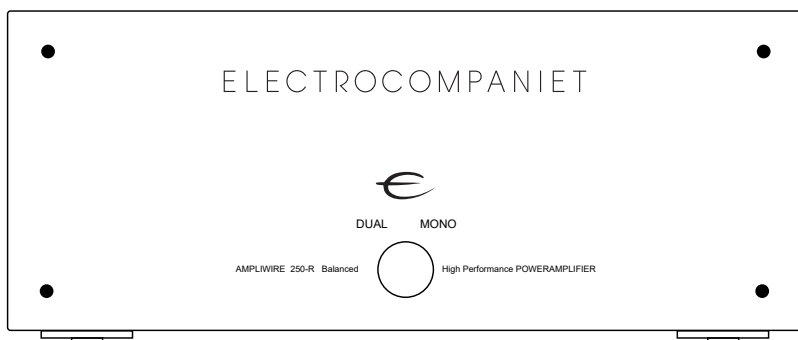 ELECTROCOMPANIET
DUAL MONO
AMPLIWIRE 250-R Balanced High Performance POWERAMPLIFIER